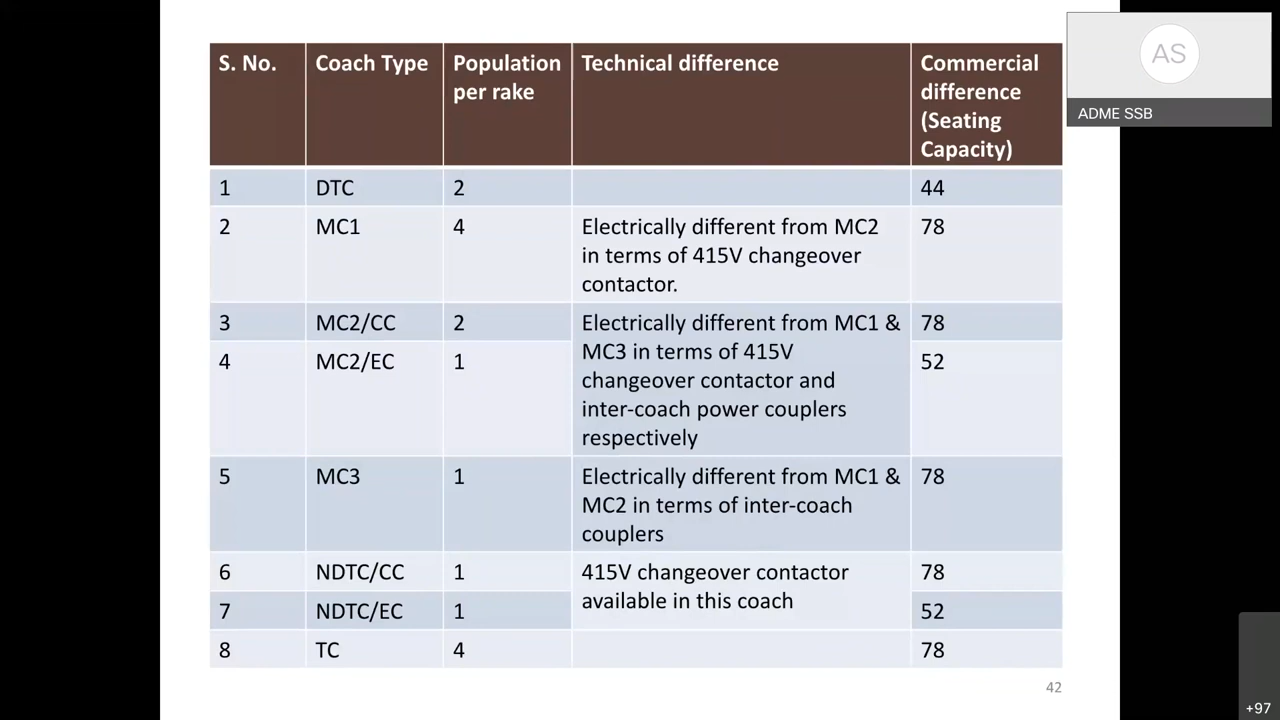 S. No. Coach Type Population per rake Technical difference Commercial difference (Seating Capacity)
1 DTC 2 44
2 MC1 4 Electrically different from MC2 in terms of 415V changeover contactor. 78
3 MC2/CC 2 Electrically different from MC1 & MC3 in terms of 415V changeover contactor and inter-coach power couplers respectively 78
4 MC2/EC 1 52
5 MC3 1 Electrically different from MC1 & MC2 in terms of inter-coach couplers 78
6 NDTC/CC 1 415V changeover contactor available in this coach 78
7 NDTC/EC 1 52
8 TC 4 78
42
AS
ADME SSB
+97